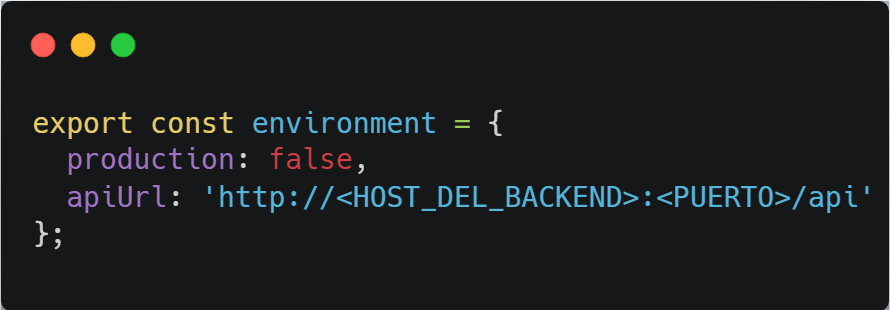 export const environment = {
  production: false,
  apiUrl: 'http://<HOST_DEL_BACKEND>:<PUERTO>/api'
};